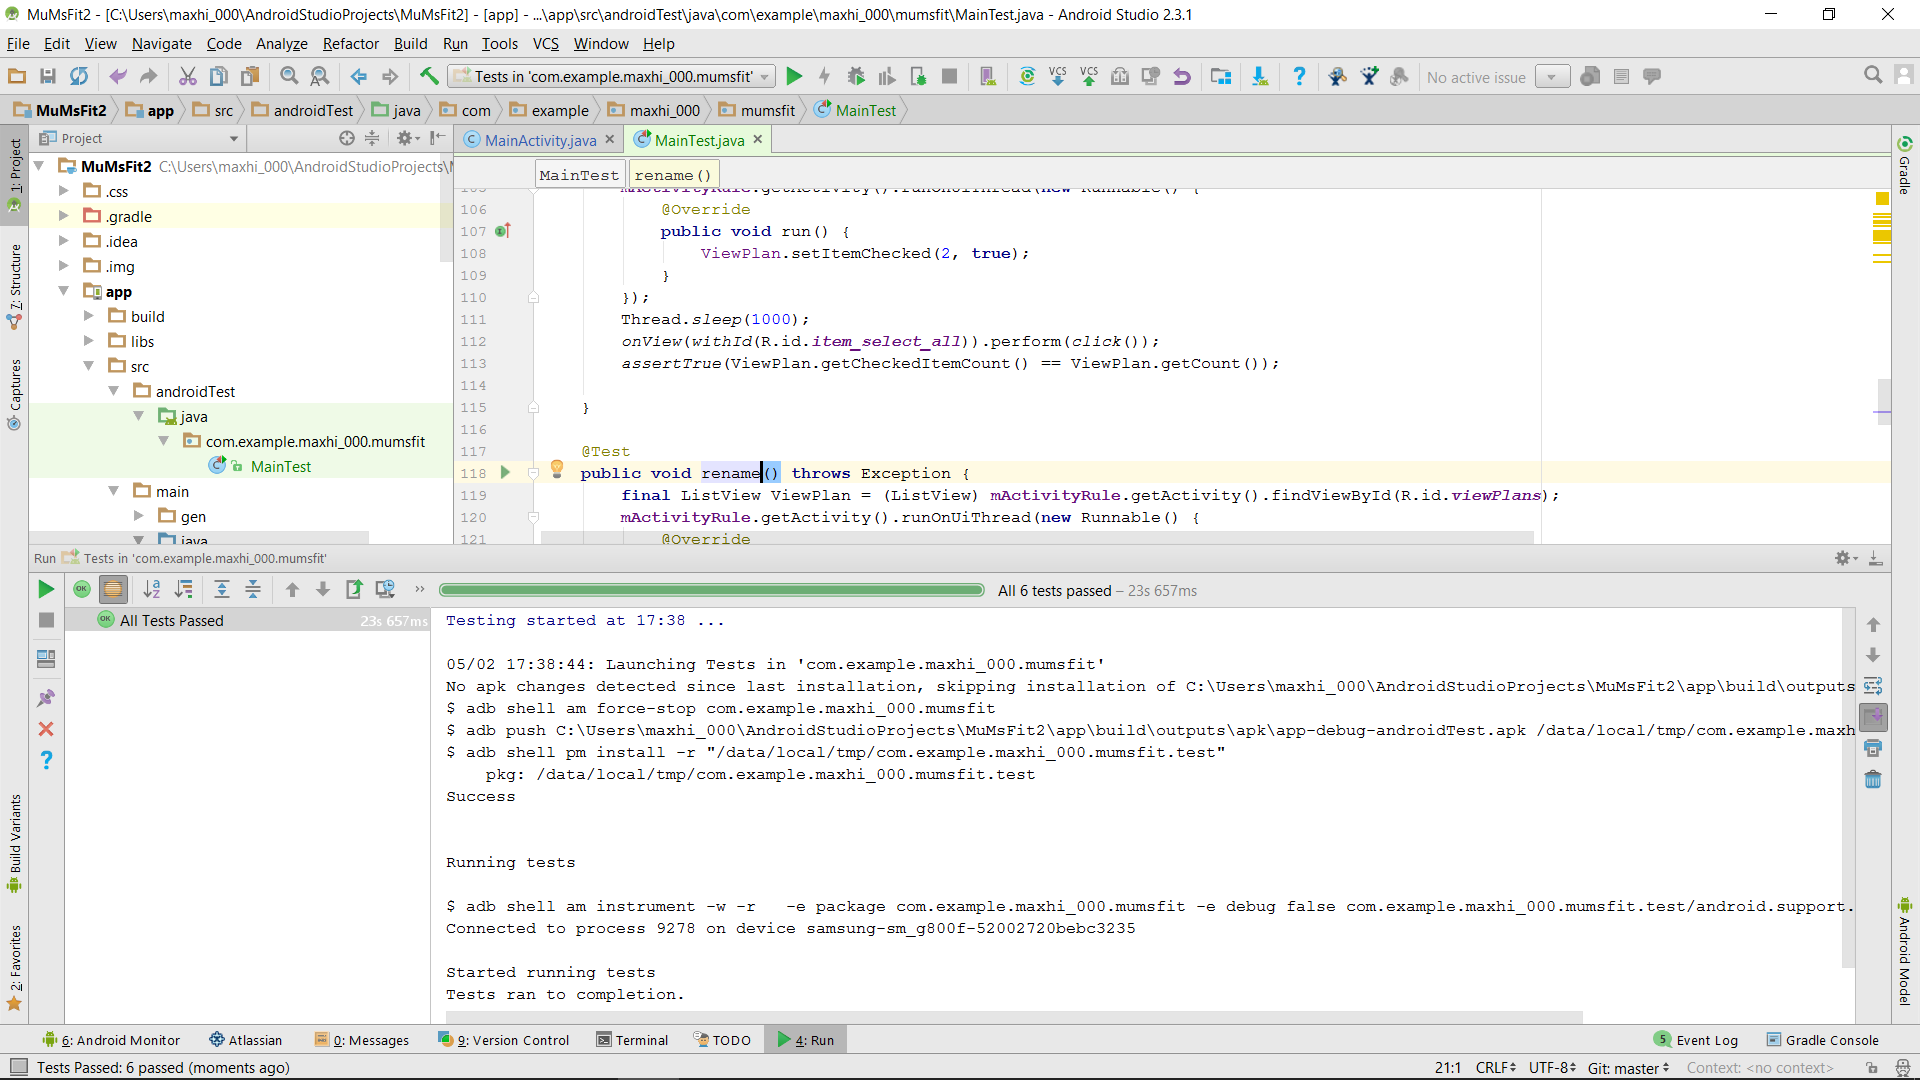 MuMsFit2 - [C:\Users\maxhi_000\AndroidStudioProjects\MuMsFit2] - [app] - ...\app\src\androidTest\java\com\example\maxhi_000\mumsfit\MainTest.java - Android Studio 2.3.1
File Edit View Navigate Code Analyze Refactor Build Run Tools VCS Window Help
Tests in 'com.example.maxhi_000.mumsfit' VCS VCS ? No active issue
MuMsFit2 app src androidTest java com example maxhi_000 mumsfit MainTest
Project MainActivity.java MainTest.java
1: Project
7: Structure
Captures
Build Variants
2: Favorites
Gradle
Android Model
MuMsFit2 C:\Users\maxhi_000\AndroidStudioProjects\
.css
.gradle
.idea
.img
app
build
libs
src
androidTest
java
com.example.maxhi_000.mumsfit
MainTest
main
gen
java
MainTest rename()
105 mActivityRule.getActivity().runOnUiThread(new Runnable() {
106 @Override
107 public void run() {
108 ViewPlan.setItemChecked(2, true);
109 }
110 });
111 Thread.sleep(1000);
112 onView(withId(R.id.item_select_all)).perform(click());
113 assertTrue(ViewPlan.getCheckedItemCount() == ViewPlan.getCount());
114
115 }
116
117 @Test
118 public void rename() throws Exception {
119 final ListView ViewPlan = (ListView) mActivityRule.getActivity().findViewById(R.id.viewPlans);
120 mActivityRule.getActivity().runOnUiThread(new Runnable() {
121 @Override
Run Tests in 'com.example.maxhi_000.mumsfit'
OK All 6 tests passed – 23s 657ms
OK All Tests Passed 23s 657ms
Testing started at 17:38 ...
05/02 17:38:44: Launching Tests in 'com.example.maxhi_000.mumsfit'
No apk changes detected since last installation, skipping installation of C:\Users\maxhi_000\AndroidStudioProjects\MuMsFit2\app\build\outputs
$ adb shell am force-stop com.example.maxhi_000.mumsfit
$ adb push C:\Users\maxhi_000\AndroidStudioProjects\MuMsFit2\app\build\outputs\apk\app-debug-androidTest.apk /data/local/tmp/com.example.maxh
$ adb shell pm install -r "/data/local/tmp/com.example.maxhi_000.mumsfit.test"
pkg: /data/local/tmp/com.example.maxhi_000.mumsfit.test
Success
Running tests
$ adb shell am instrument -w -r -e package com.example.maxhi_000.mumsfit -e debug false com.example.maxhi_000.mumsfit.test/android.support.
Connected to process 9278 on device samsung-sm_g800f-52002720bebc3235
Started running tests
Tests ran to completion.
6: Android Monitor Atlassian 0: Messages 9: Version Control Terminal TODO 4: Run 5 Event Log Gradle Console
Tests Passed: 6 passed (moments ago) 21:1 CRLF UTF-8 Git: master Context: <no context>